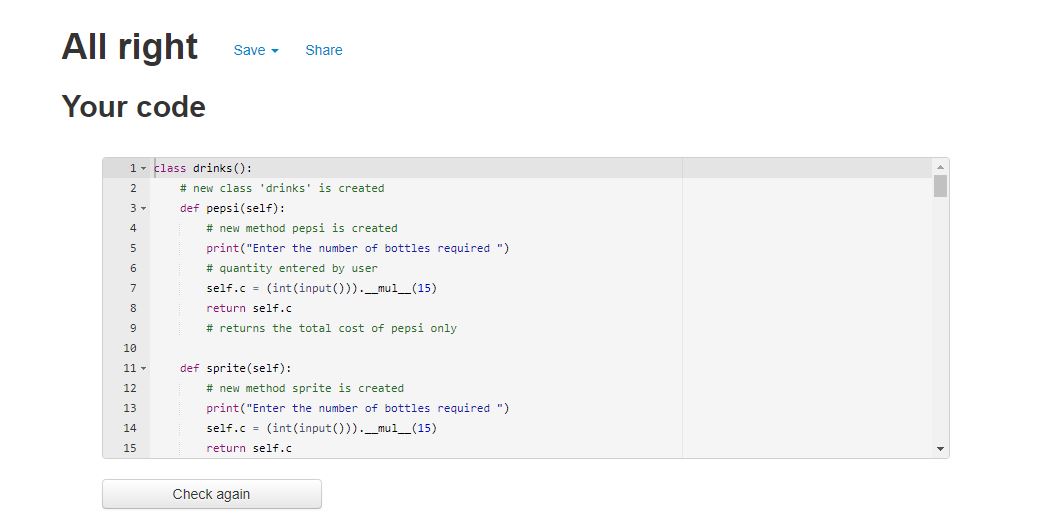 All right Save Share
Your code
1 class drinks():
2 # new class 'drinks' is created
3 def pepsi(self):
4 # new method pepsi is created
5 print("Enter the number of bottles required ")
6 # quantity entered by user
7 self.c = (int(input())).__mul__(15)
8 return self.c
9 # returns the total cost of pepsi only
10
11 def sprite(self):
12 # new method sprite is created
13 print("Enter the number of bottles required ")
14 self.c = (int(input())).__mul__(15)
15 return self.c
Check again